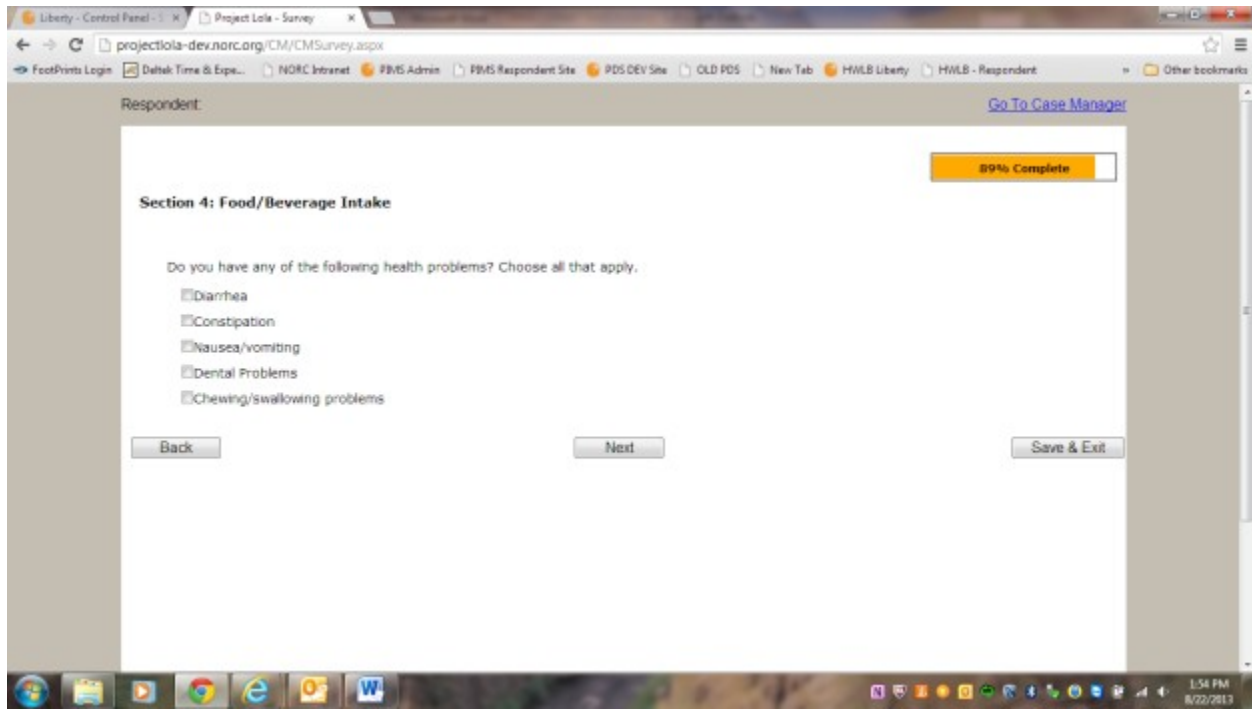 Liberty - Control Panel - S
Project Lola - Survey
projectlola-dev.norc.org/CM/CMSurvey.aspx
FootPrints Login Deltek Time & Expe... NORC Intranet PIMS Admin PIMS Respondent Site PDS DEV Site OLD PDS New Tab HWLB Liberty HWLB - Respondent » Other bookmarks
Respondent: Go To Case Manager
89% Complete
Section 4: Food/Beverage Intake
Do you have any of the following health problems? Choose all that apply.
Diarrhea
Constipation
Nausea/vomiting
Dental Problems
Chewing/swallowing problems
Back Next Save & Exit
1:54 PM
8/22/2013